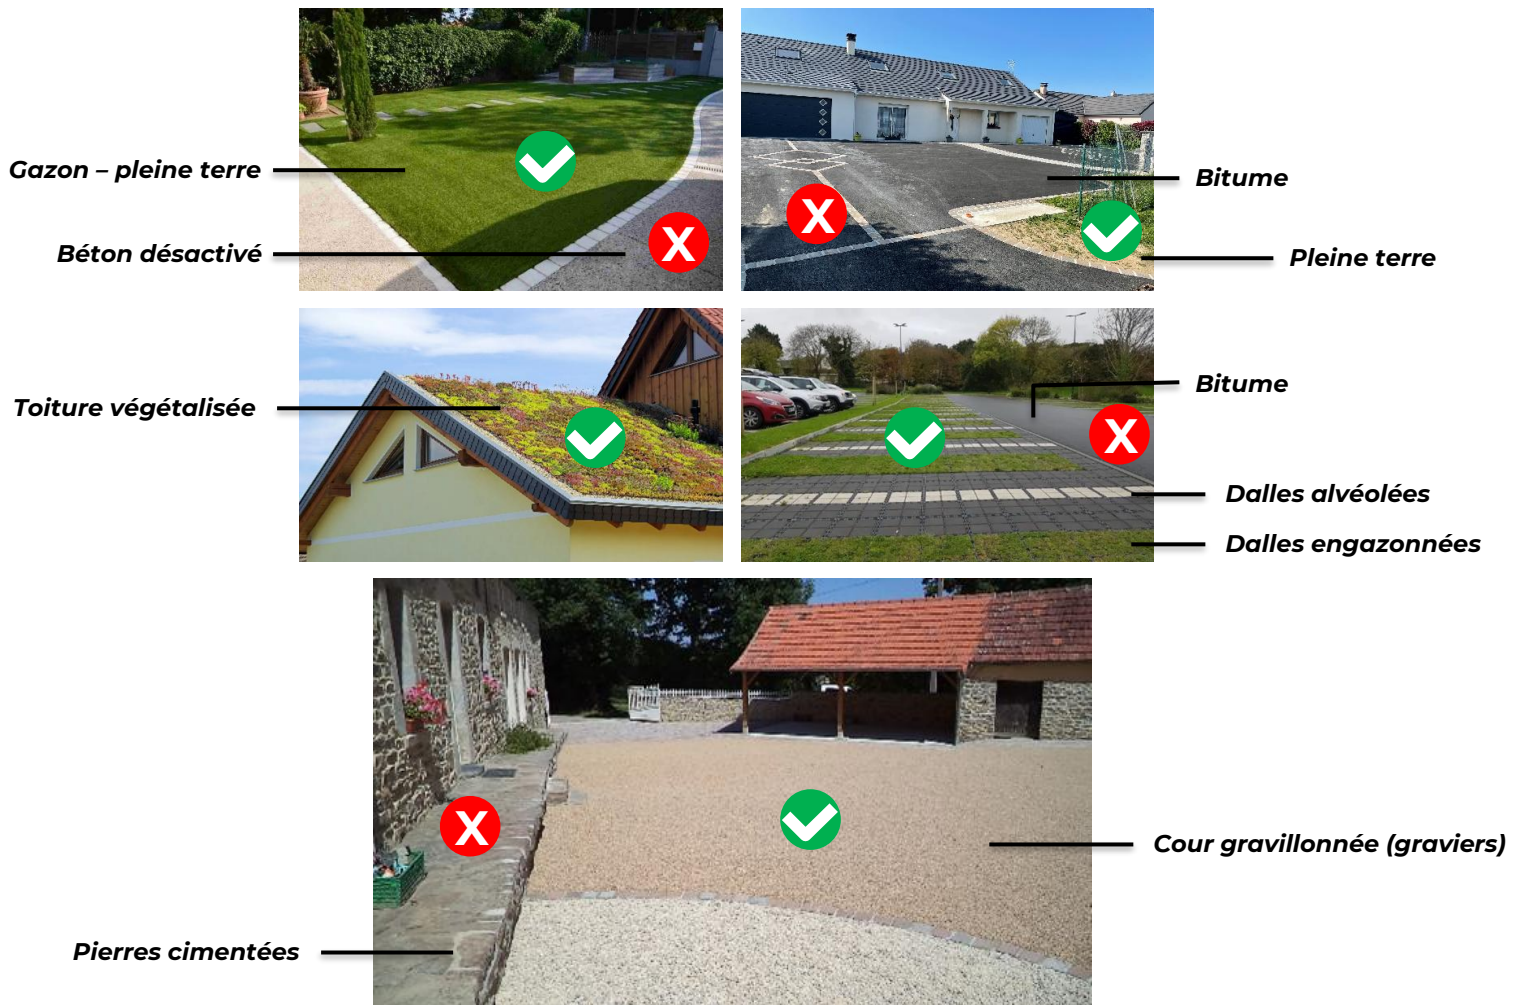 Gazon – pleine terre
Béton désactivé
X
X
Bitume
Pleine terre
Toiture végétalisée
Bitume
X
Dalles alvéolées
Dalles engazonnées
X
Cour gravillonnée (graviers)
Pierres cimentées